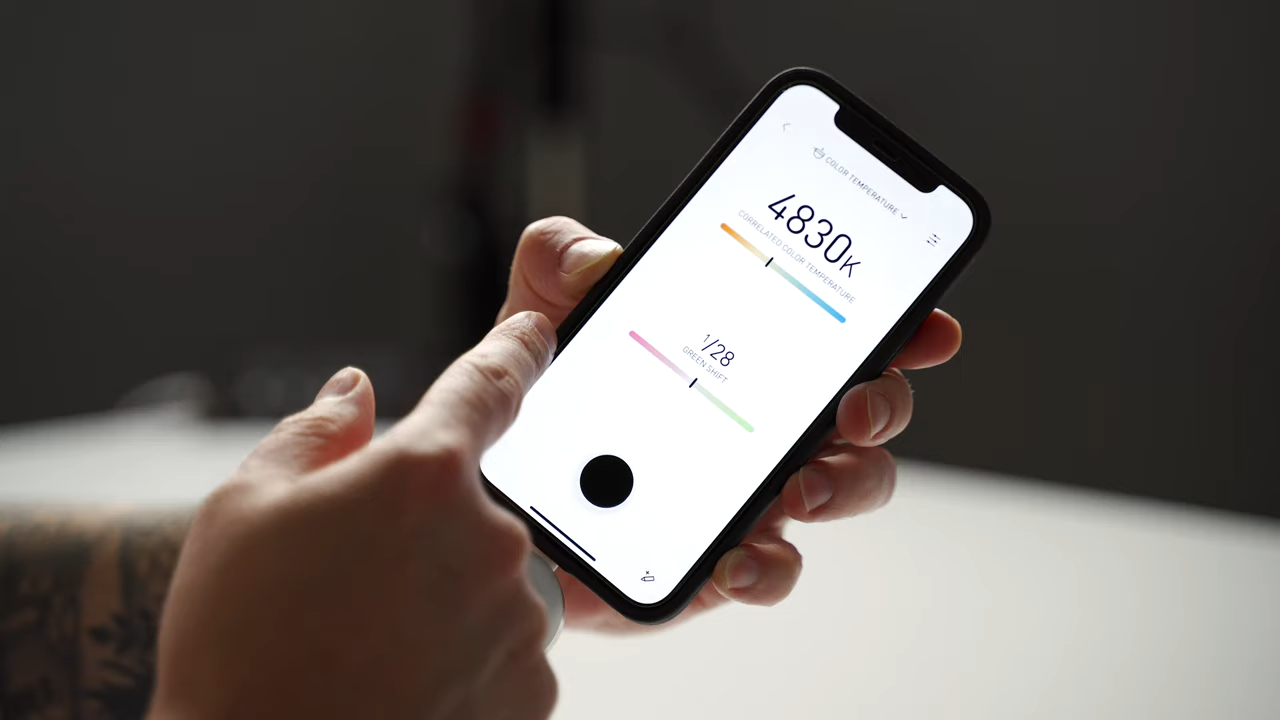 COLOR TEMPERATURE
4830K
CORRELATED COLOR TEMPERATURE
1/28
GREEN SHIFT